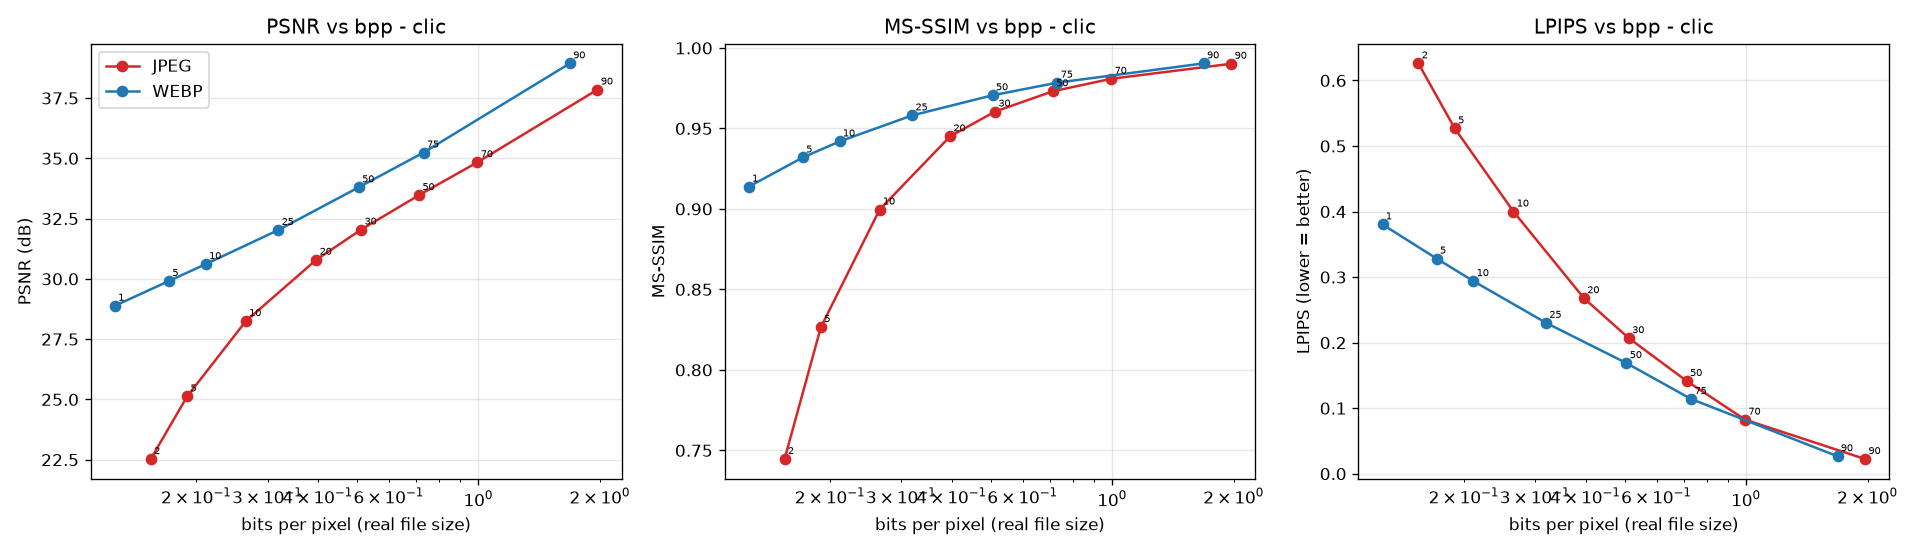 PSNR vs bpp - clic
JPEG
WEBP
PSNR (dB)
37.5
35.0
32.5
30.0
27.5
25.0
22.5
1
5
10
25
50
75
90
2
5
10
20
30
50
70
90
2 × 10⁻¹
3 × 10⁻¹
4 × 10⁻¹
6 × 10⁻¹
10⁰
2 × 10⁰
bits per pixel (real file size)
MS-SSIM vs bpp - clic
MS-SSIM
1.00
0.95
0.90
0.85
0.80
0.75
1
5
10
25
50
75
90
2
5
10
20
30
50
70
90
2 × 10⁻¹
3 × 10⁻¹
4 × 10⁻¹
6 × 10⁻¹
10⁰
2 × 10⁰
bits per pixel (real file size)
LPIPS vs bpp - clic
LPIPS (lower = better)
0.6
0.5
0.4
0.3
0.2
0.1
0.0
2
5
10
20
30
50
70
90
1
5
10
25
50
75
90
2 × 10⁻¹
3 × 10⁻¹
4 × 10⁻¹
6 × 10⁻¹
10⁰
2 × 10⁰
bits per pixel (real file size)